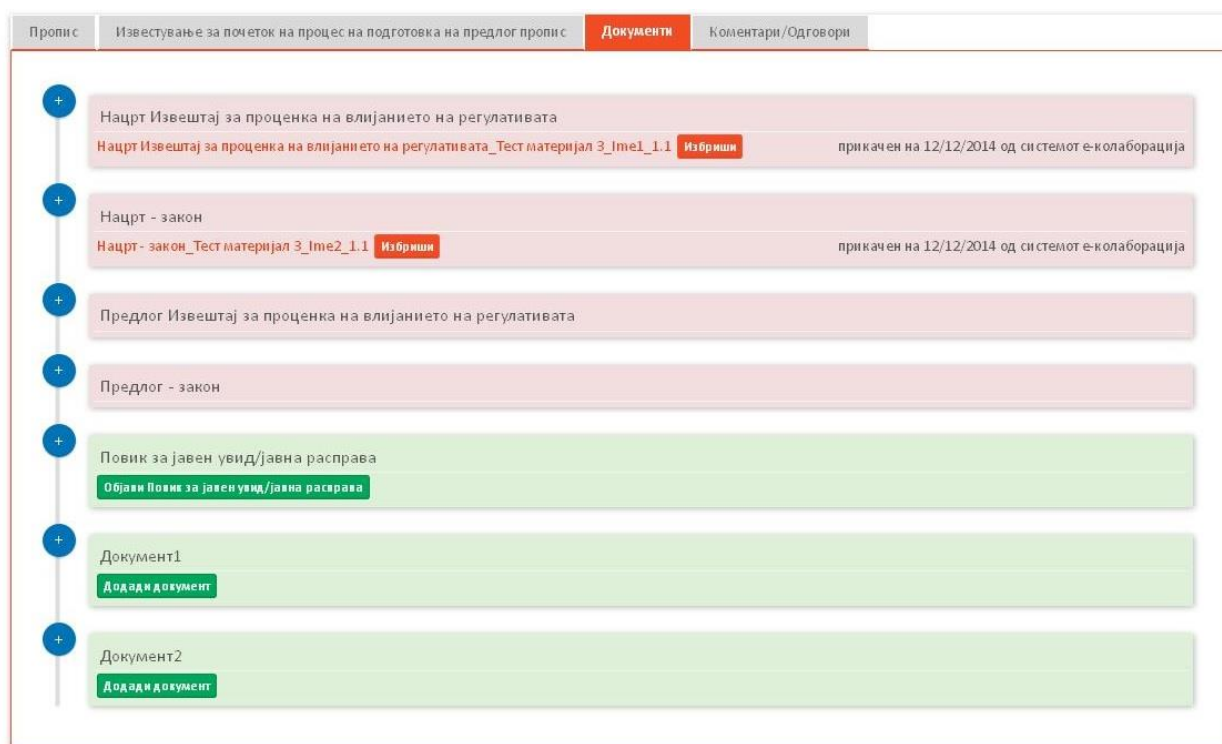 Пропис
Известување за почеток на процес на подготовка на предлог пропис
Документи
Коментари/Одговори
Нацрт Извештај за проценка на влијанието на регулативата
Нацрт Извештај за проценка на влијанието на регулативата_Тест материјал 3_Ime1_1.1 Избриши прикачен на 12/12/2014 од системот е-колаборација
Нацрт - закон
Нацрт - закон_Тест материјал 3_Ime2_1.1 Избриши прикачен на 12/12/2014 од системот е-колаборација
Предлог Извештај за проценка на влијанието на регулативата
Предлог - закон
Повик за јавен увид/јавна расправа
Објави Повик за јавен увид/јавна расправа
Документ1
Додади документ
Документ2
Додади документ